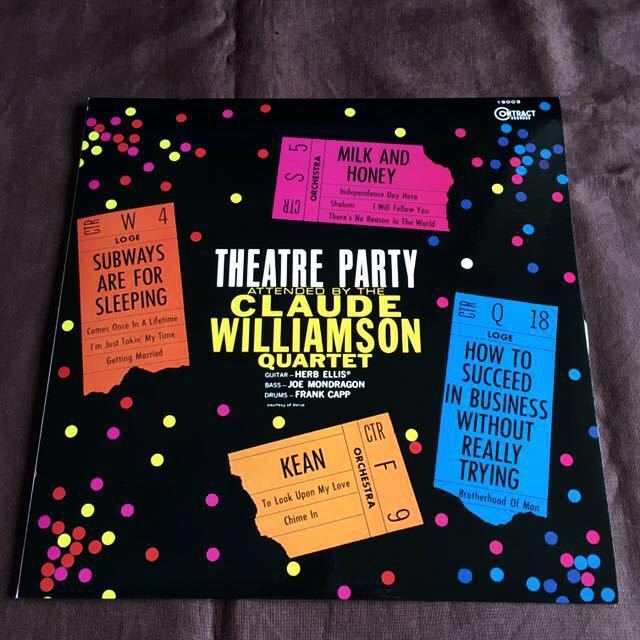 15003
CONTRACT
RECORDS
CTR S 5
ORCHESTRA
MILK AND
HONEY
Independence Day Hora
Shalom I Will Follow You
There's No Reason In The World
CTR W 4
LOGE
SUBWAYS
ARE FOR
SLEEPING
Comes Once In A Lifetime
I'm Just Takin' My Time
Getting Married
THEATRE PARTY
ATTENDED BY THE
CLAUDE
WILLIAMSON
QUARTET
GUITAR – HERB ELLIS*
BASS – JOE MONDRAGON
DRUMS – FRANK CAPP
courtesy of Verve
CTR Q 18
LOGE
HOW TO
SUCCEED
IN BUSINESS
WITHOUT
REALLY
TRYING
Brotherhood Of Man
KEAN
To Look Upon My Love
Chime In
ORCHESTRA
CTR F 9